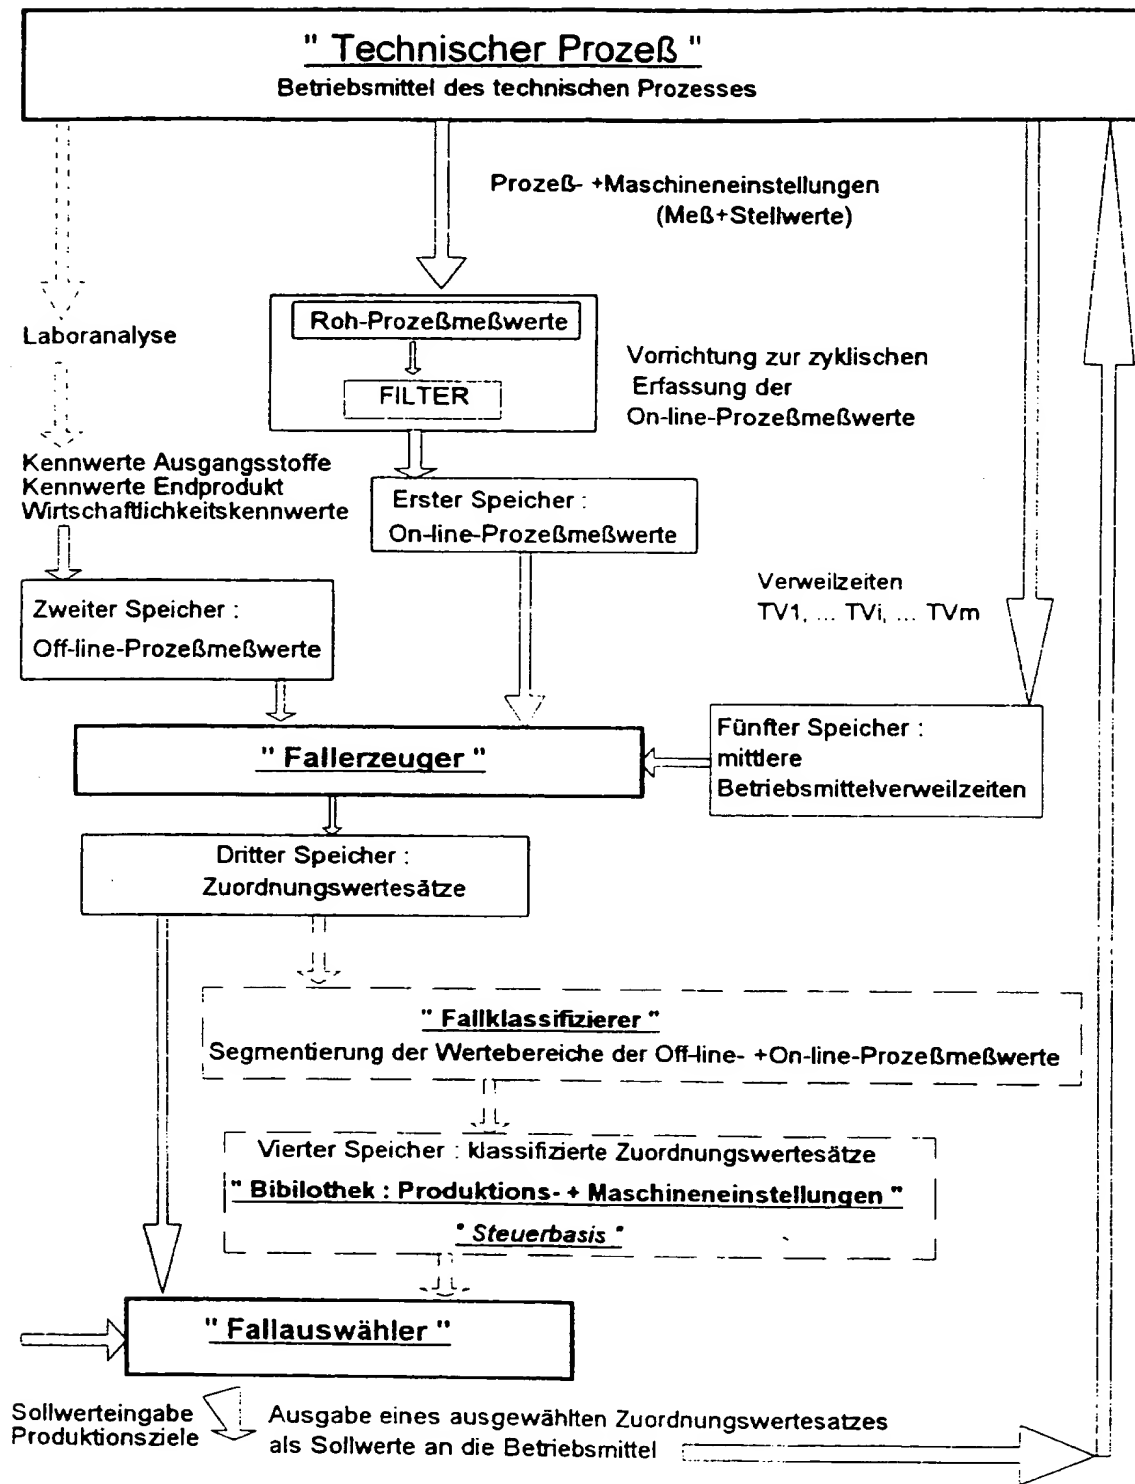 " Technischer Prozeß "
Betriebsmittel des technischen Prozesses
Prozeß- +Maschineneinstellungen
(Meß+Stellwerte)
Roh-Prozeßmeßwerte
FILTER
Vorrichtung zur zyklischen
Erfassung der
On-line-Prozeßmeßwerte
Laboranalyse
Kennwerte Ausgangsstoffe
Kennwerte Endprodukt
Wirtschaftlichkeitskennwerte
Erster Speicher :
On-line-Prozeßmeßwerte
Zweiter Speicher :
Off-line-Prozeßmeßwerte
Verweilzeiten
TV1, ... TVi, ... TVm
" Fallerzeuger "
Fünfter Speicher :
mittlere
Betriebsmittelverweilzeiten
Dritter Speicher :
Zuordnungswertesätze
" Fallklassifizierer "
Segmentierung der Wertebereiche der Off-line- +On-line-Prozeßmeßwerte
Vierter Speicher : klassifizierte Zuordnungswertesätze
" Bibilothek : Produktions- + Maschineneinstellungen "
" Steuerbasis "
" Fallauswähler "
Sollwerteingabe
Produktionsziele
Ausgabe eines ausgewählten Zuordnungswertesatzes
als Sollwerte an die Betriebsmittel